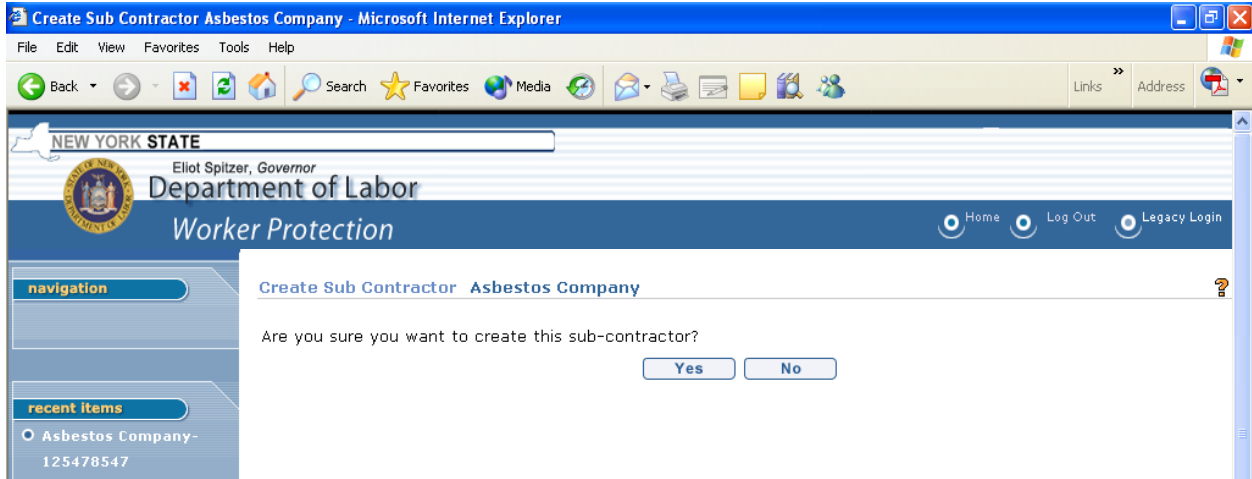 Create Sub Contractor Asbestos Company - Microsoft Internet Explorer
File Edit View Favorites Tools Help
Back Search Favorites Media Links » Address
NEW YORK STATE
Eliot Spitzer, Governor
Department of Labor
Worker Protection
Home Log Out Legacy Login
navigation
Create Sub Contractor Asbestos Company ?
Are you sure you want to create this sub-contractor?
Yes No
recent items
Asbestos Company-
125478547